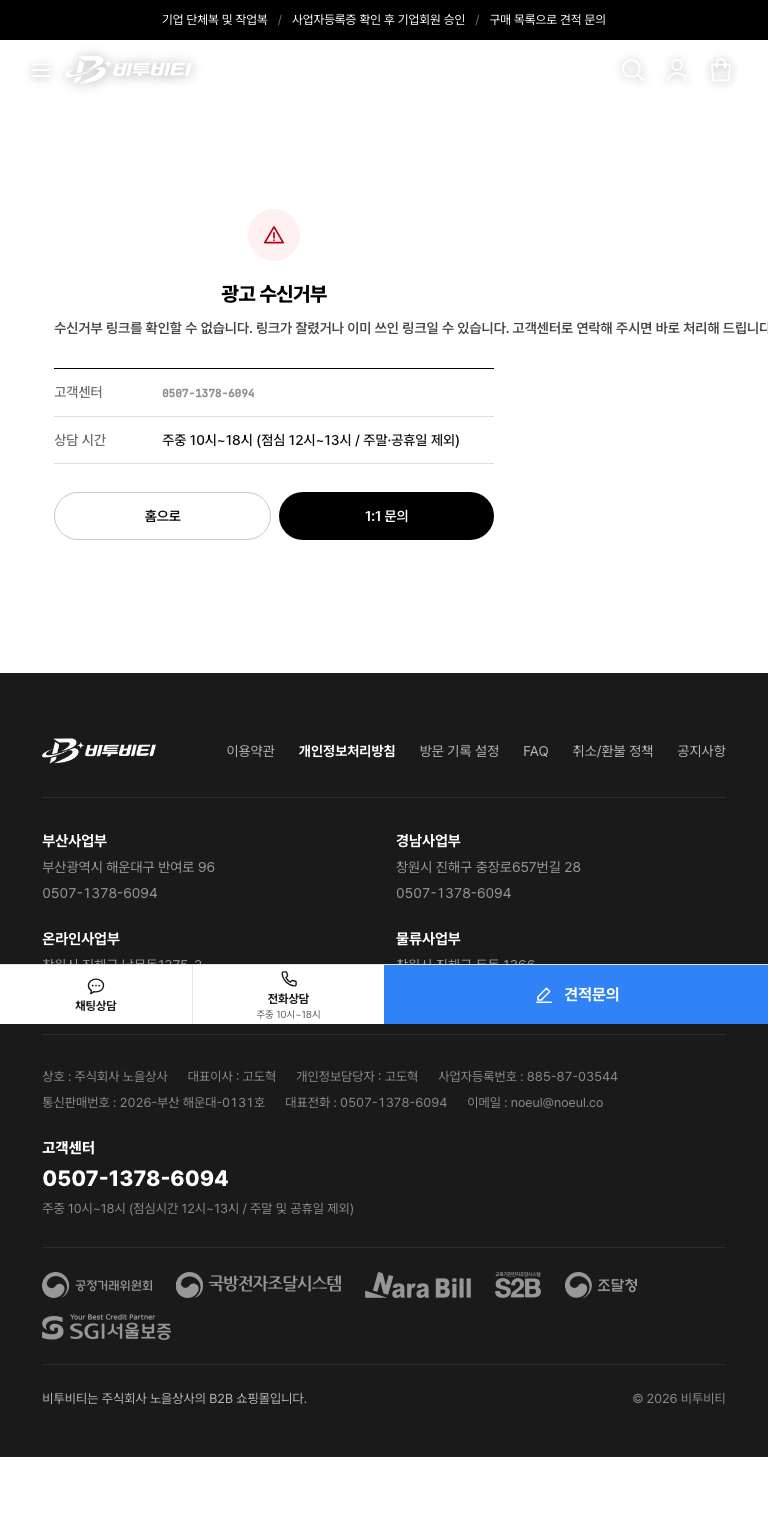 기업 단체복 및 작업복 / 사업자등록증 확인 후 기업회원 승인 / 구매 목록으로 견적 문의
비투비티
광고 수신거부
수신거부 링크를 확인할 수 없습니다. 링크가 잘렸거나 이미 쓰인 링크일 수 있습니다. 고객센터로 연락해 주시면 바로 처리해 드립니다
고객센터 0507-1378-6094
상담 시간 주중 10시~18시 (점심 12시~13시 / 주말·공휴일 제외)
홈으로 1:1 문의
비투비티 이용약관 개인정보처리방침 방문 기록 설정 FAQ 취소/환불 정책 공지사항
부산사업부 경남사업부
부산광역시 해운대구 반여로 96 창원시 진해구 충장로657번길 28
0507-1378-6094 0507-1378-6094
온라인사업부 물류사업부
채팅상담 전화상담 견적문의
주중 10시~18시
상호 : 주식회사 노을상사 대표이사 : 고도혁 개인정보담당자 : 고도혁 사업자등록번호 : 885-87-03544
통신판매번호 : 2026-부산 해운대-0131호 대표전화 : 0507-1378-6094 이메일 : noeul@noeul.co
고객센터
0507-1378-6094
주중 10시~18시 (점심시간 12시~13시 / 주말 및 공휴일 제외)
공정거래위원회 국방전자조달시스템 Nara Bill S2B 조달청
Your Best Credit Partner
SGI서울보증
비투비티는 주식회사 노을상사의 B2B 쇼핑몰입니다. © 2026 비투비티